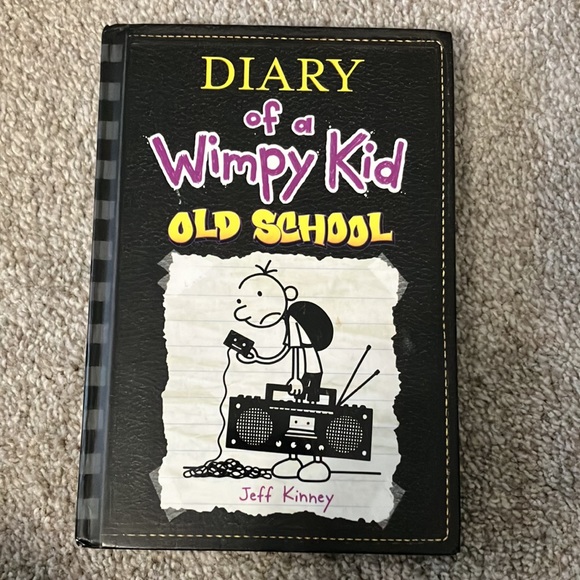 DIARY
of a
Wimpy Kid
OLD SCHOOL
Jeff Kinney